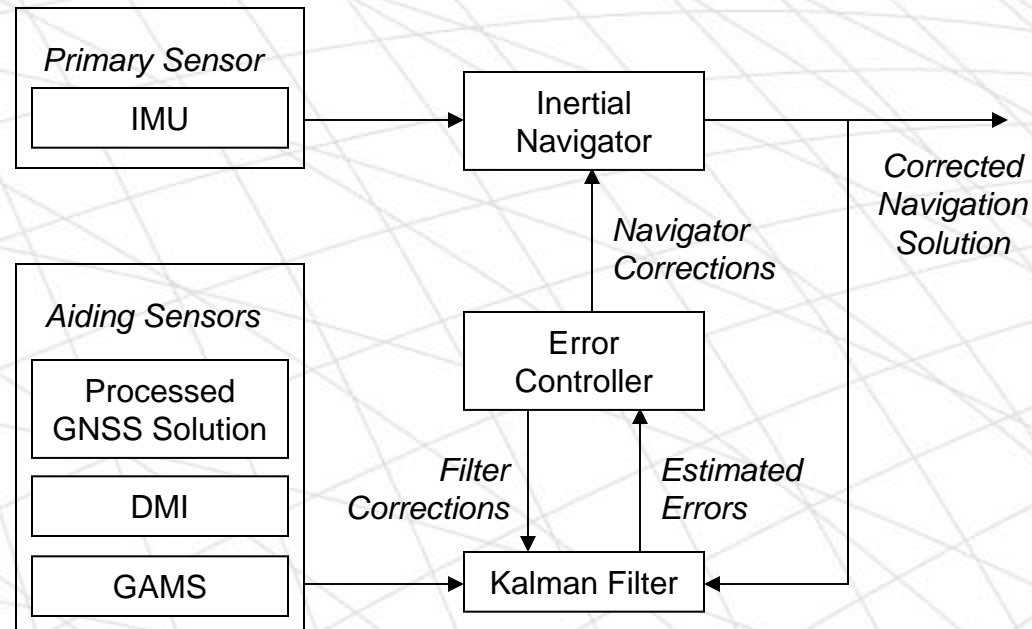 Primary Sensor
IMU
Inertial
Navigator
Corrected
Navigation
Solution
Navigator
Corrections
Aiding Sensors
Processed
GNSS Solution
DMI
GAMS
Error
Controller
Filter
Corrections
Estimated
Errors
Kalman Filter